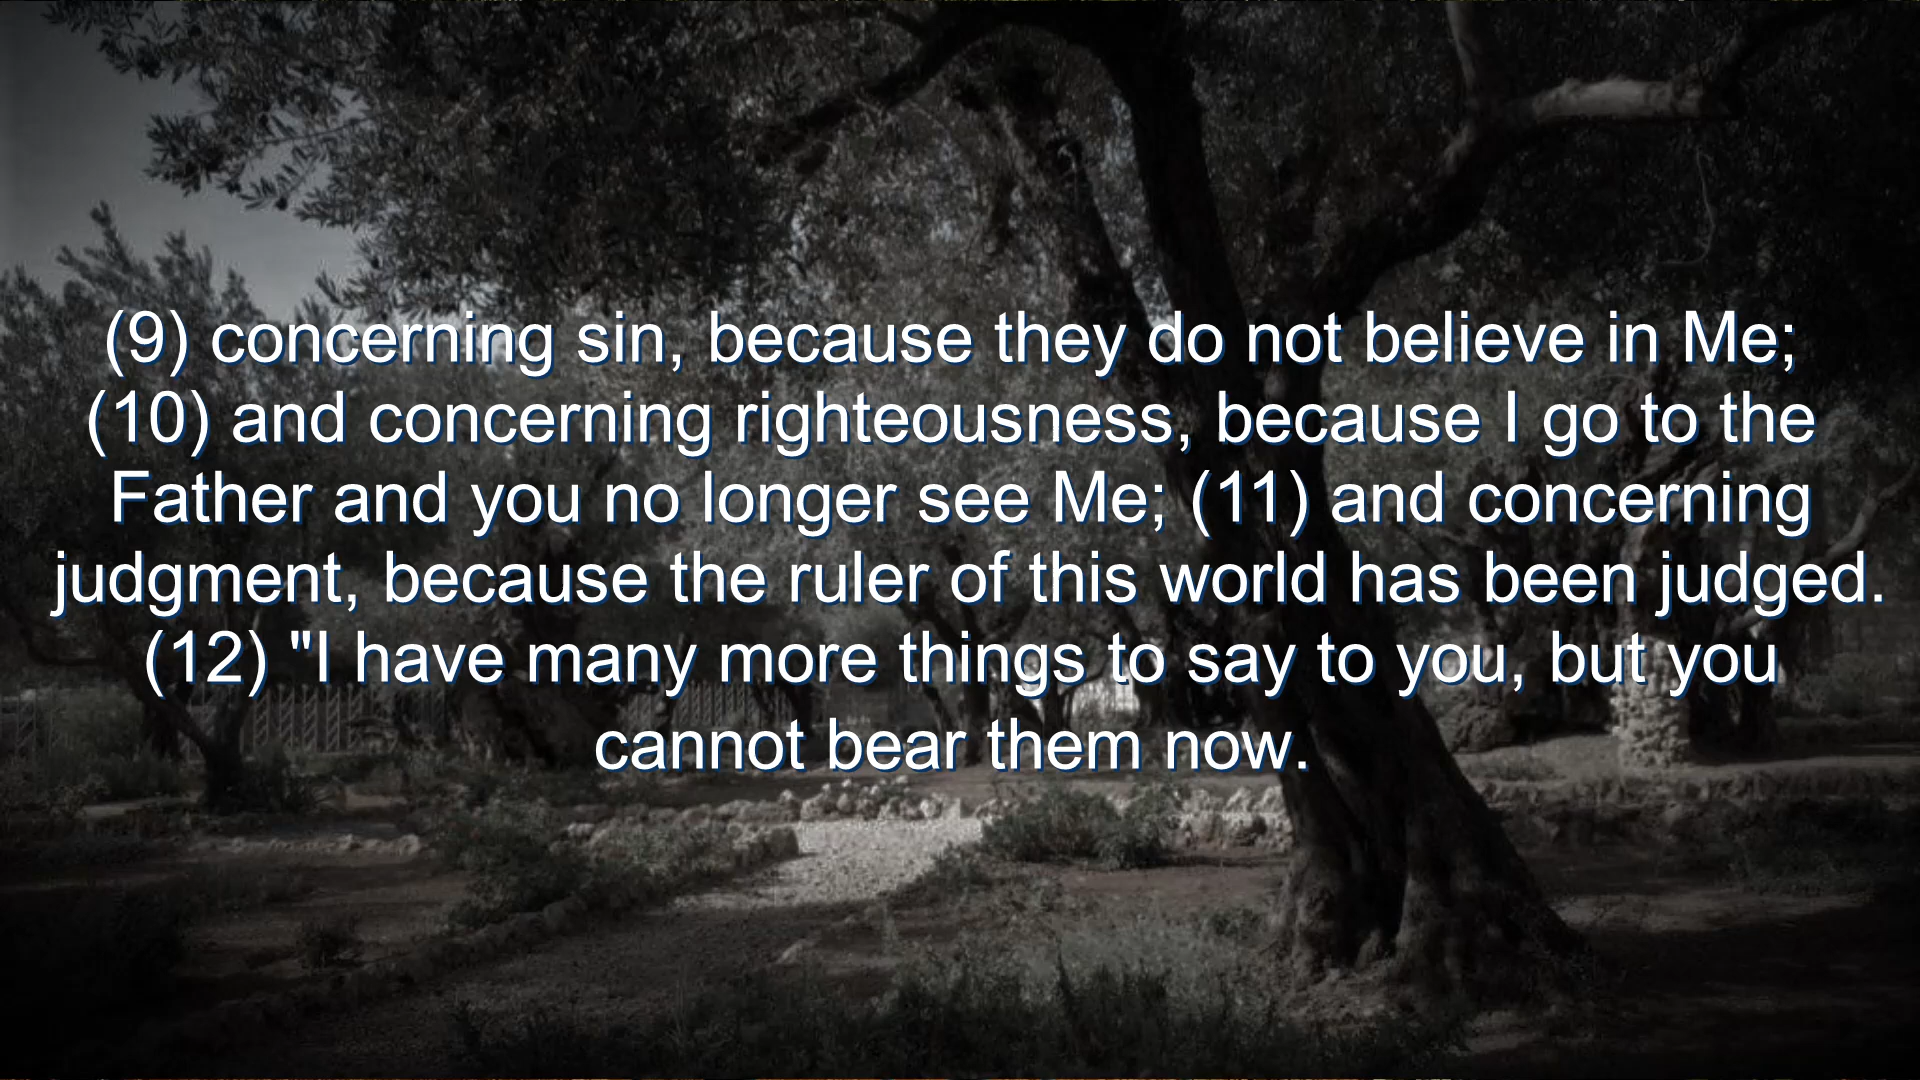 (9) concerning sin, because they do not believe in Me;
(10) and concerning righteousness, because I go to the
Father and you no longer see Me; (11) and concerning
judgment, because the ruler of this world has been judged.
(12) "I have many more things to say to you, but you
cannot bear them now.